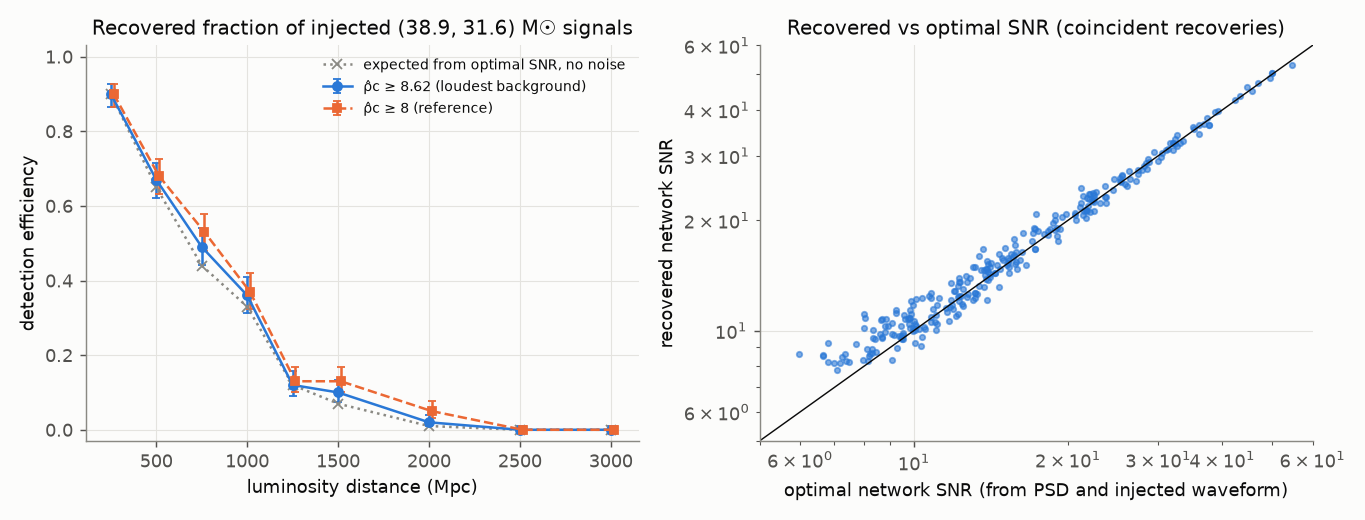 Recovered fraction of injected (38.9, 31.6) M☉ signals
expected from optimal SNR, no noise
ρ̂c ≥ 8.62 (loudest background)
ρ̂c ≥ 8 (reference)
detection efficiency
1.0
0.8
0.6
0.4
0.2
0.0
500 1000 1500 2000 2500 3000
luminosity distance (Mpc)
Recovered vs optimal SNR (coincident recoveries)
recovered network SNR
6 × 10¹
4 × 10¹
3 × 10¹
2 × 10¹
10¹
6 × 10⁰
6 × 10⁰ 10¹ 2 × 10¹ 3 × 10¹ 4 × 10¹ 6 × 10¹
optimal network SNR (from PSD and injected waveform)